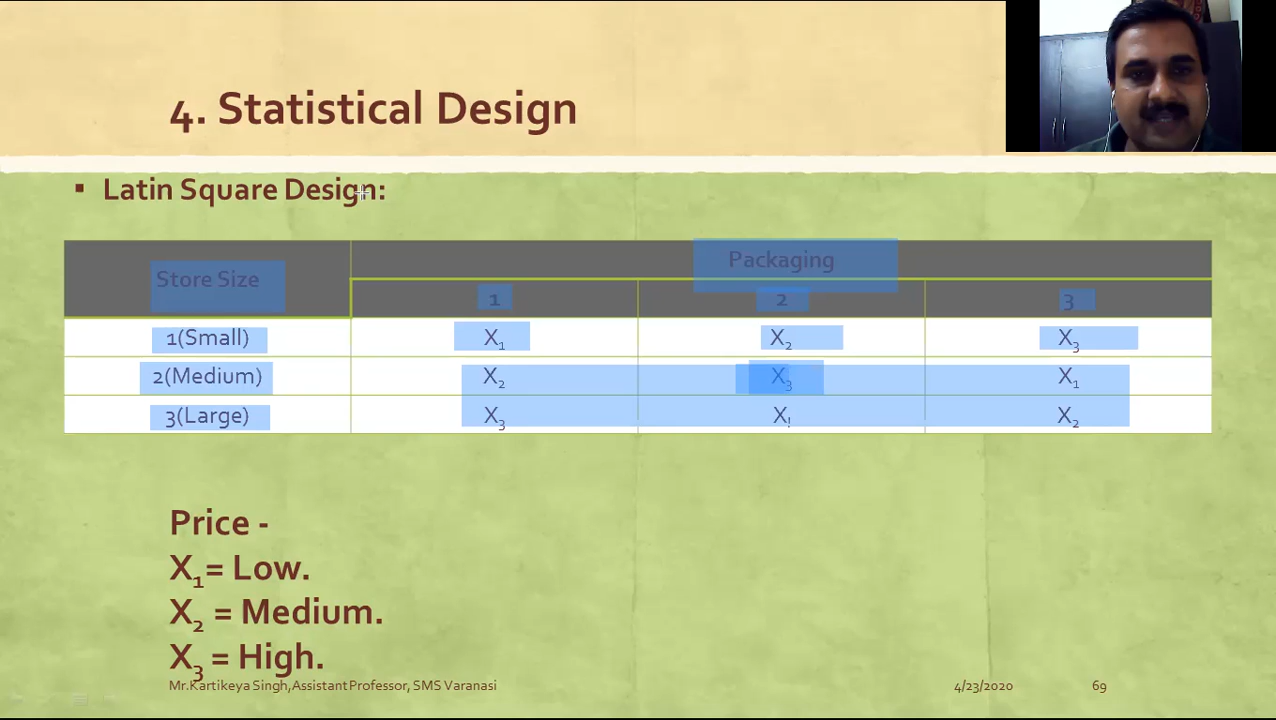 4. Statistical Design
▪ Latin Square Design:
Store Size Packaging
1 2 3
1(Small) X₁ X₂ X₃
2(Medium) X₂ X₃ X₁
3(Large) X₃ X! X₂
Price -
X₁= Low.
X₂ = Medium.
X₃ = High.
Mr.Kartikeya Singh,Assistant Professor, SMS Varanasi 4/23/2020 69